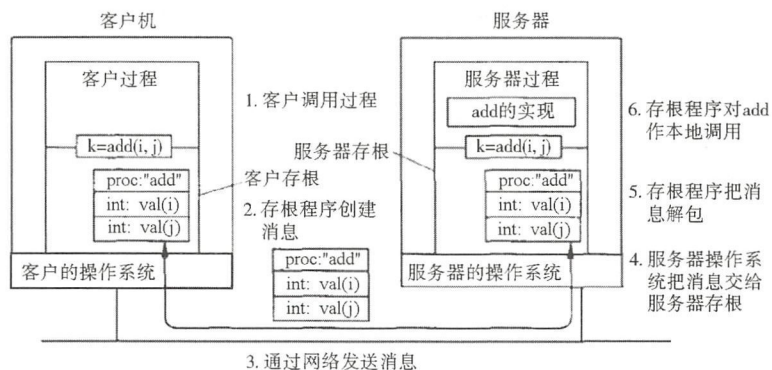 客户机
服务器
客户过程
服务器过程
1. 客户调用过程
add的实现
6. 存根程序对add
作本地调用
k=add(i, j)
服务器存根
k=add(i, j)
proc:"add"
int: val(i)
int: val(j)
客户存根
2. 存根程序创建
消息
proc:"add"
int: val(i)
int: val(j)
5. 存根程序把消
息解包
客户的操作系统
proc:"add"
int: val(i)
int: val(j)
服务器的操作系统
4. 服务器操作系
统把消息交给
服务器存根
3. 通过网络发送消息